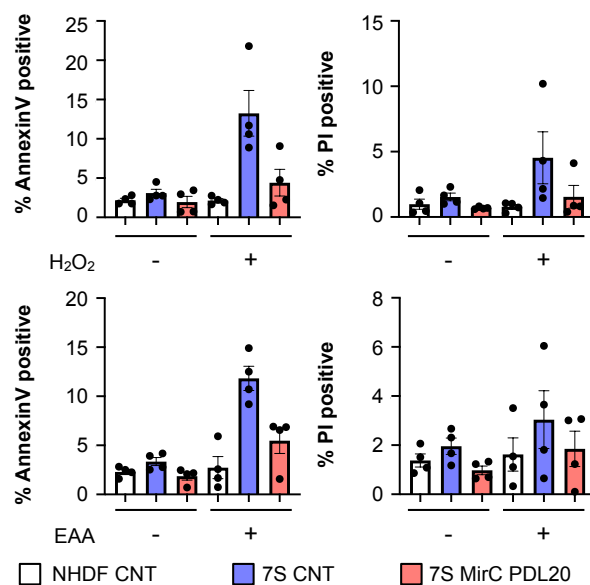 % AnnexinV positive
25
20
15
10
5
0
% PI positive
15
10
5
0
H₂O₂ - + - +
% AnnexinV positive
20
15
10
5
0
% PI positive
8
6
4
2
0
EAA - + - +
NHDF CNT 7S CNT 7S MirC PDL20